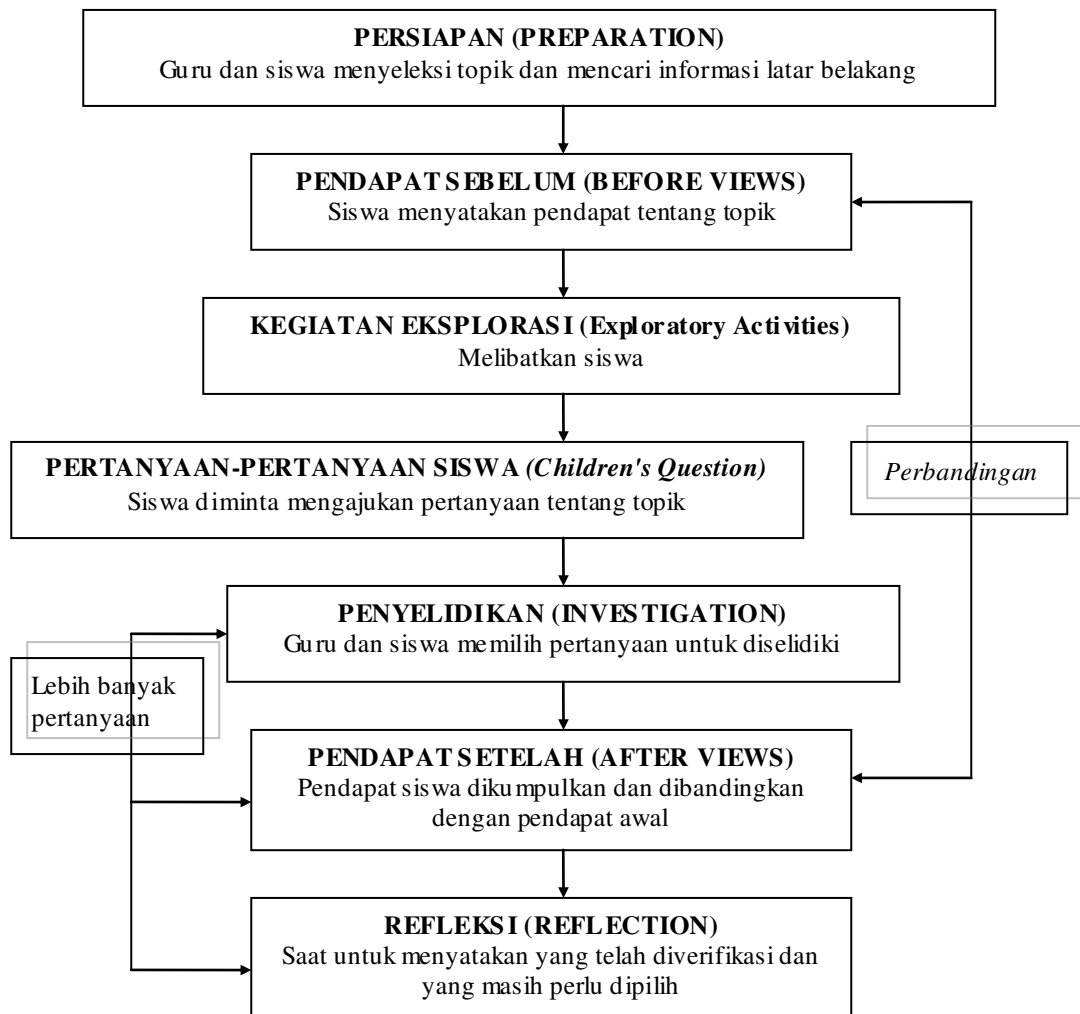 PERSIAPAN (PREPARATION)
Guru dan siswa menyeleksi topik dan mencari informasi latar belakang
PENDAPAT SEBELUM (BEFORE VIEWS)
Siswa menyatakan pendapat tentang topik
KEGIATAN EKSPLORASI (Exploratory Activities)
Melibatkan siswa
PERTANYAAN-PERTANYAAN SISWA (Children's Question)
Siswa diminta mengajukan pertanyaan tentang topik
Perbandingan
PENYELIDIKAN (INVESTIGATION)
Guru dan siswa memilih pertanyaan untuk diselidiki
Lebih banyak
pertanyaan
PENDAPAT SETELAH (AFTER VIEWS)
Pendapat siswa dikumpulkan dan dibandingkan
dengan pendapat awal
REFLEKSI (REFLECTION)
Saat untuk menyatakan yang telah diverifikasi dan
yang masih perlu dipilih